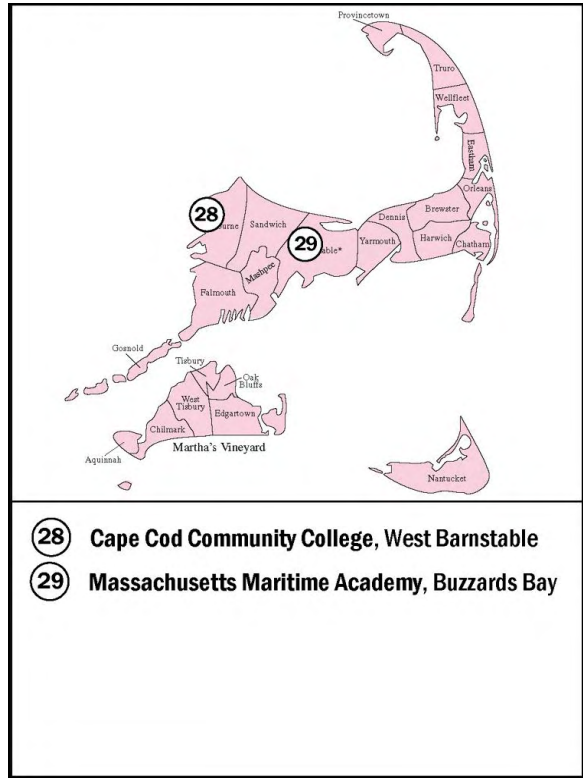 Provincetown
Truro
Wellfleet
Eastham
Orleans
Brewster
Dennis
28
urne
Sandwich
29
able*
Yarmouth
Harwich
Chatham
Mashpee
Falmouth
Gosnold
Tisbury
Oak
Bluffs
West
Tisbury
Edgartown
Chilmark
Martha's Vineyard
Aquinnah
Nantucket
28 Cape Cod Community College, West Barnstable
29 Massachusetts Maritime Academy, Buzzards Bay